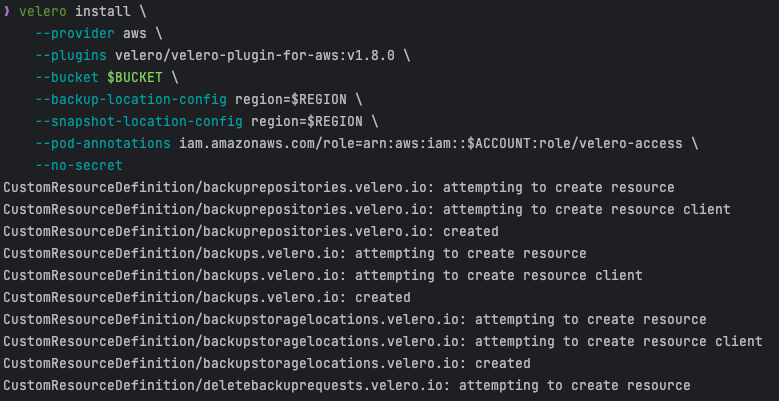 ❯ velero install \
    --provider aws \
    --plugins velero/velero-plugin-for-aws:v1.8.0 \
    --bucket $BUCKET \
    --backup-location-config region=$REGION \
    --snapshot-location-config region=$REGION \
    --pod-annotations iam.amazonaws.com/role=arn:aws:iam::$ACCOUNT:role/velero-access \
    --no-secret
CustomResourceDefinition/backuprepositories.velero.io: attempting to create resource
CustomResourceDefinition/backuprepositories.velero.io: attempting to create resource client
CustomResourceDefinition/backuprepositories.velero.io: created
CustomResourceDefinition/backups.velero.io: attempting to create resource
CustomResourceDefinition/backups.velero.io: attempting to create resource client
CustomResourceDefinition/backups.velero.io: created
CustomResourceDefinition/backupstoragelocations.velero.io: attempting to create resource
CustomResourceDefinition/backupstoragelocations.velero.io: attempting to create resource client
CustomResourceDefinition/backupstoragelocations.velero.io: created
CustomResourceDefinition/deletebackuprequests.velero.io: attempting to create resource